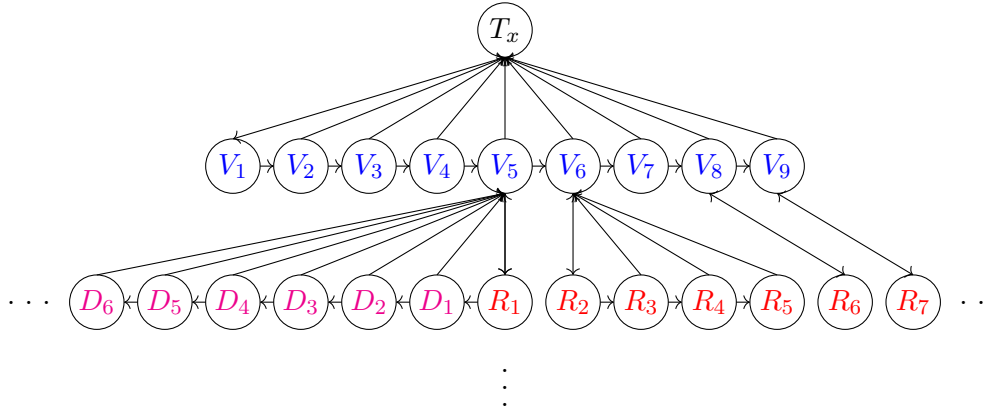 T_x
V_1 V_2 V_3 V_4 V_5 V_6 V_7 V_8 V_9
... D_6 D_5 D_4 D_3 D_2 D_1 R_1 R_2 R_3 R_4 R_5 R_6 R_7 ..
⋮